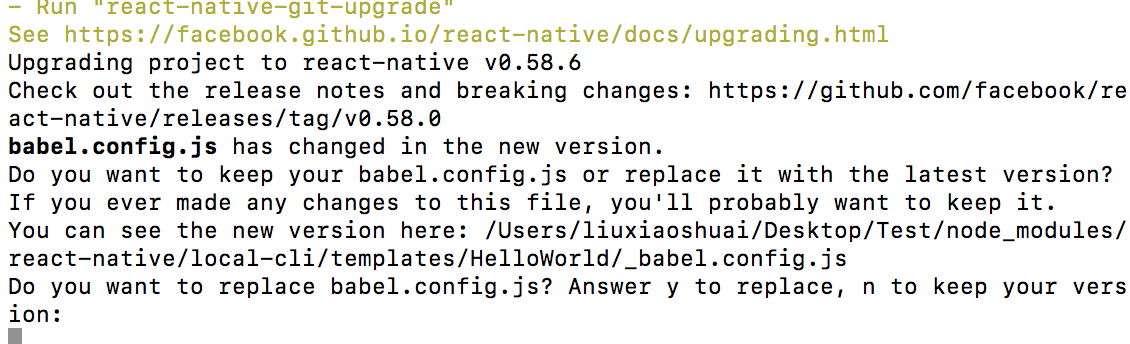 - Run "react-native-git-upgrade"
See https://facebook.github.io/react-native/docs/upgrading.html
Upgrading project to react-native v0.58.6
Check out the release notes and breaking changes: https://github.com/facebook/re
act-native/releases/tag/v0.58.0
babel.config.js has changed in the new version.
Do you want to keep your babel.config.js or replace it with the latest version?
If you ever made any changes to this file, you'll probably want to keep it.
You can see the new version here: /Users/liuxiaoshuai/Desktop/Test/node_modules/
react-native/local-cli/templates/HelloWorld/_babel.config.js
Do you want to replace babel.config.js? Answer y to replace, n to keep your vers
ion: